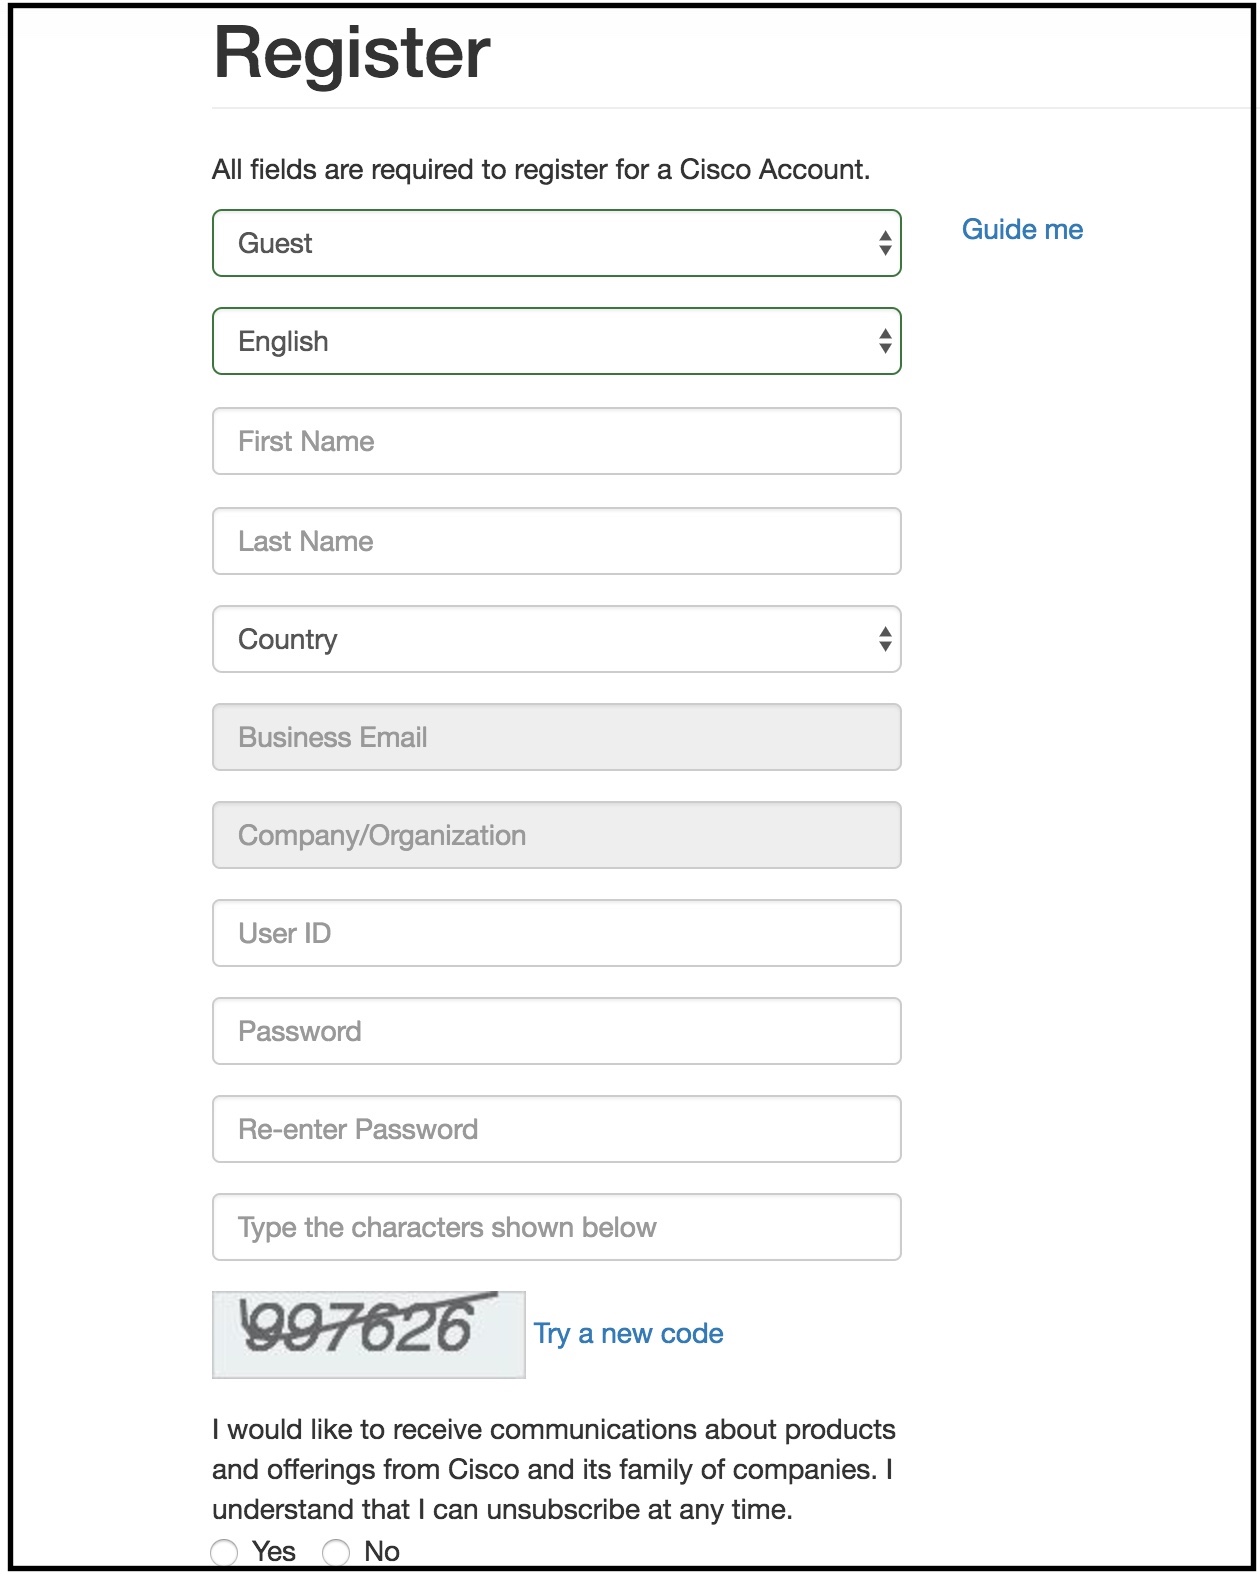 Register
All fields are required to register for a Cisco Account.
Guest
Guide me
English
First Name
Last Name
Country
Business Email
Company/Organization
User ID
Password
Re-enter Password
Type the characters shown below
Try a new code
I would like to receive communications about products
and offerings from Cisco and its family of companies. I
understand that I can unsubscribe at any time.
Yes No